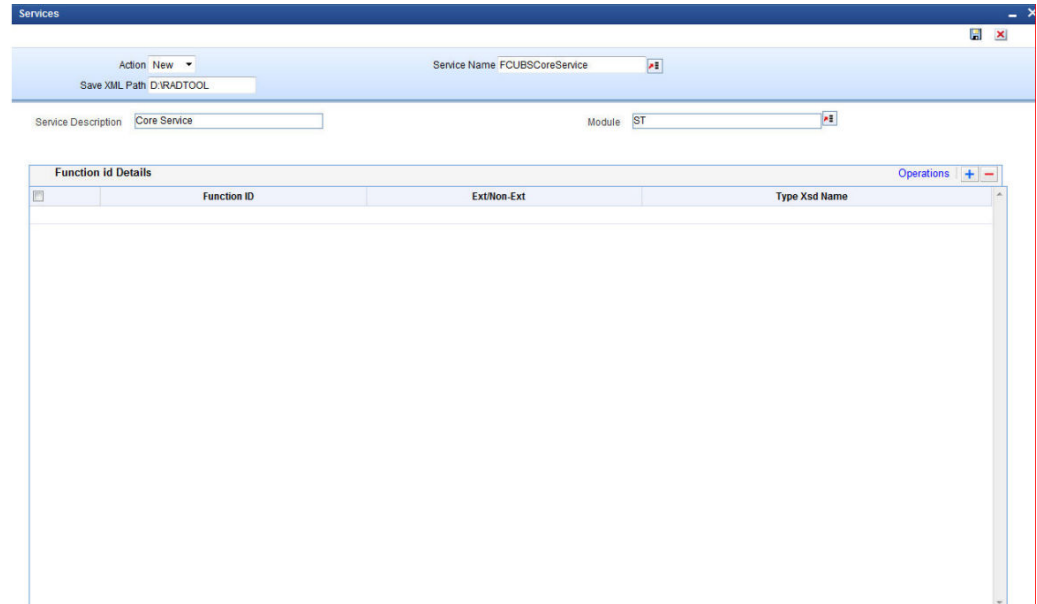 Services
Action New Service Name FCUBSCoreService
Save XML Path D:\RADTOOL
Service Description Core Service Module ST
Function id Details Operations
Function ID Ext/Non-Ext Type Xsd Name